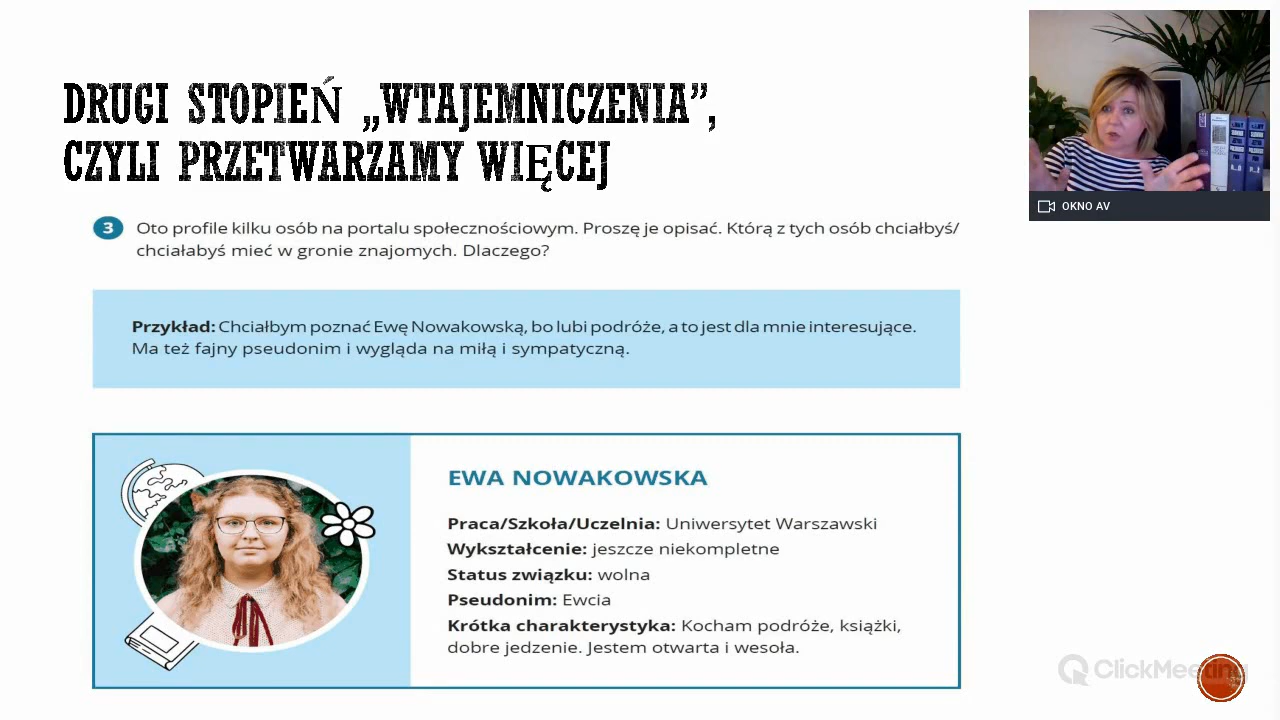 DRUGI STOPIEŃ „WTAJEMNICZENIA”,
CZYLI PRZETWARZAMY WIĘCEJ
3 Oto profile kilku osób na portalu społecznościowym. Proszę je opisać. Którą z tych osób chciałbyś/
chciałabyś mieć w gronie znajomych. Dlaczego?
Przykład: Chciałbym poznać Ewę Nowakowską, bo lubi podróże, a to jest dla mnie interesujące.
Ma też fajny pseudonim i wygląda na miłą i sympatyczną.
EWA NOWAKOWSKA
Praca/Szkoła/Uczelnia: Uniwersytet Warszawski
Wykształcenie: jeszcze niekompletne
Status związku: wolna
Pseudonim: Ewcia
Krótka charakterystyka: Kocham podróże, książki,
dobre jedzenie. Jestem otwarta i wesoła.
OKNO AV
ClickMeeting